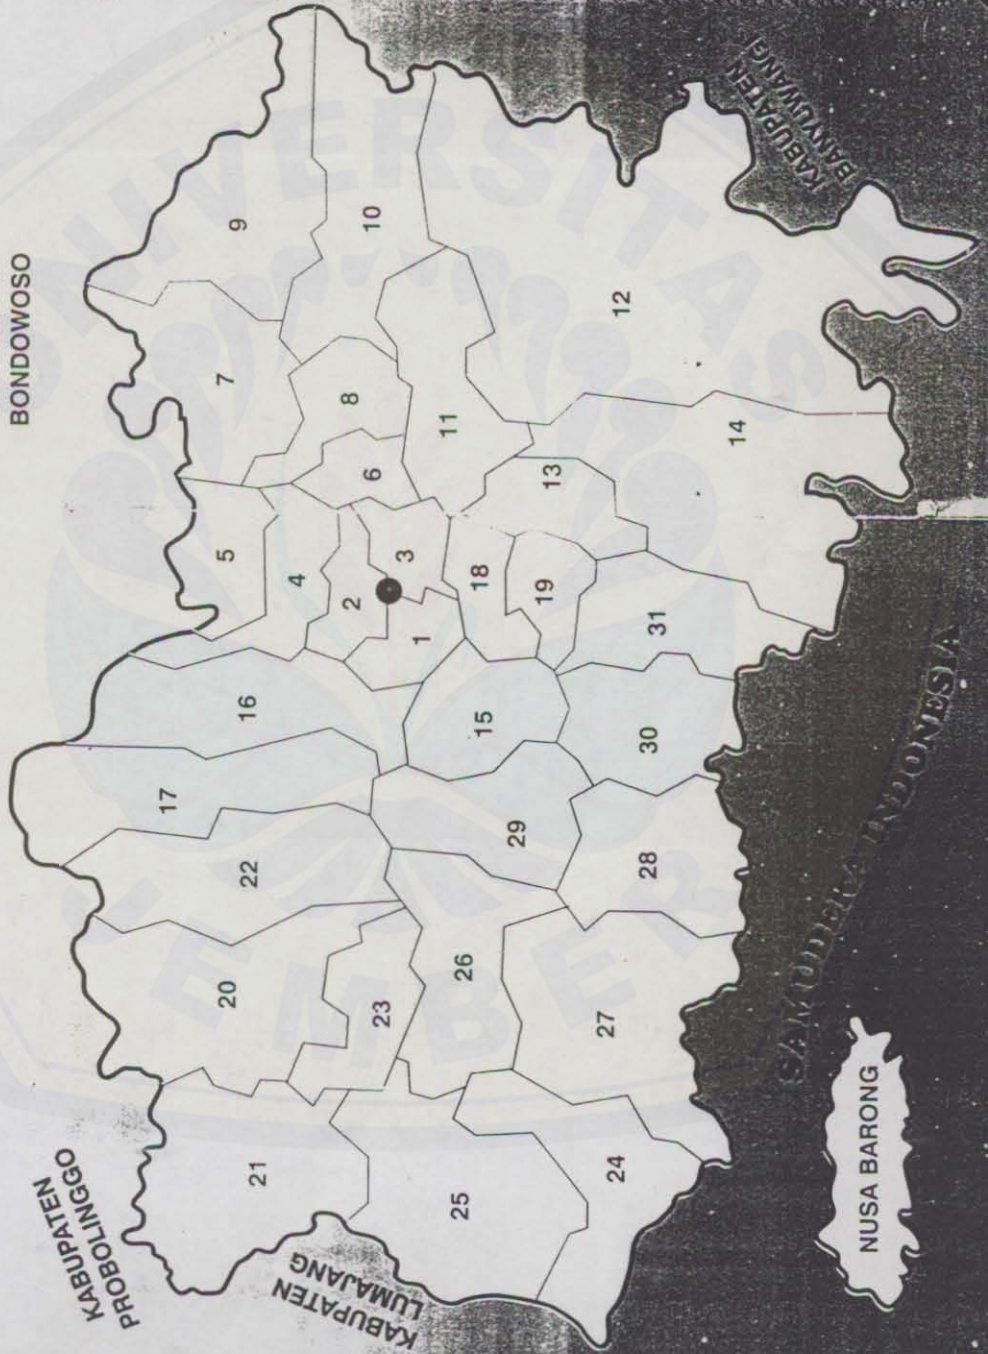 BONDOWOSO
KABUPATEN
PROBOLINGGO
KABUPATEN
LUMAJANG
KABUPATEN
BANYUWANGI
SAMUDERA INDONESIA
NUSA BARONG
UNIVERSITAS
JEMBER
21
20
22
17
16
5
7
9
25
23
26
4
2
1
3
6
8
10
24
27
29
15
18
19
11
28
30
31
13
14
12